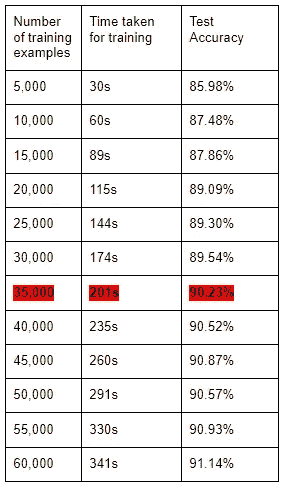 Number of training examples	Time taken for training	Test Accuracy
5,000	30s	85.98%
10,000	60s	87.48%
15,000	89s	87.86%
20,000	115s	89.09%
25,000	144s	89.30%
30,000	174s	89.54%
35,000	201s	90.23%
40,000	235s	90.52%
45,000	260s	90.87%
50,000	291s	90.57%
55,000	330s	90.93%
60,000	341s	91.14%